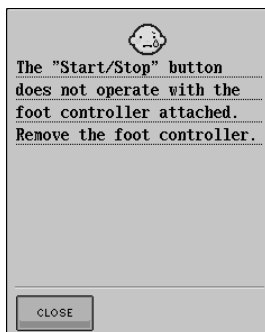 The "Start/Stop" button
does not operate with the
foot controller attached.
Remove the foot controller.
CLOSE